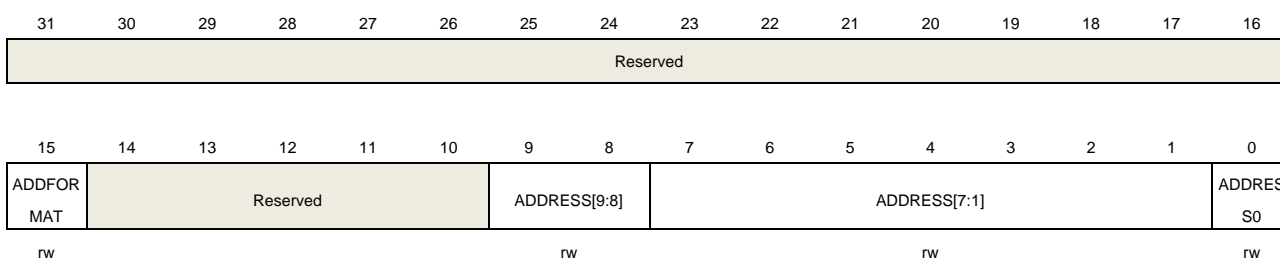 31 30 29 28 27 26 25 24 23 22 21 20 19 18 17 16
Reserved
15 14 13 12 11 10 9 8 7 6 5 4 3 2 1 0
ADDFOR
MAT
Reserved
ADDRESS[9:8]
ADDRESS[7:1]
ADDRES
S0
rw rw rw rw